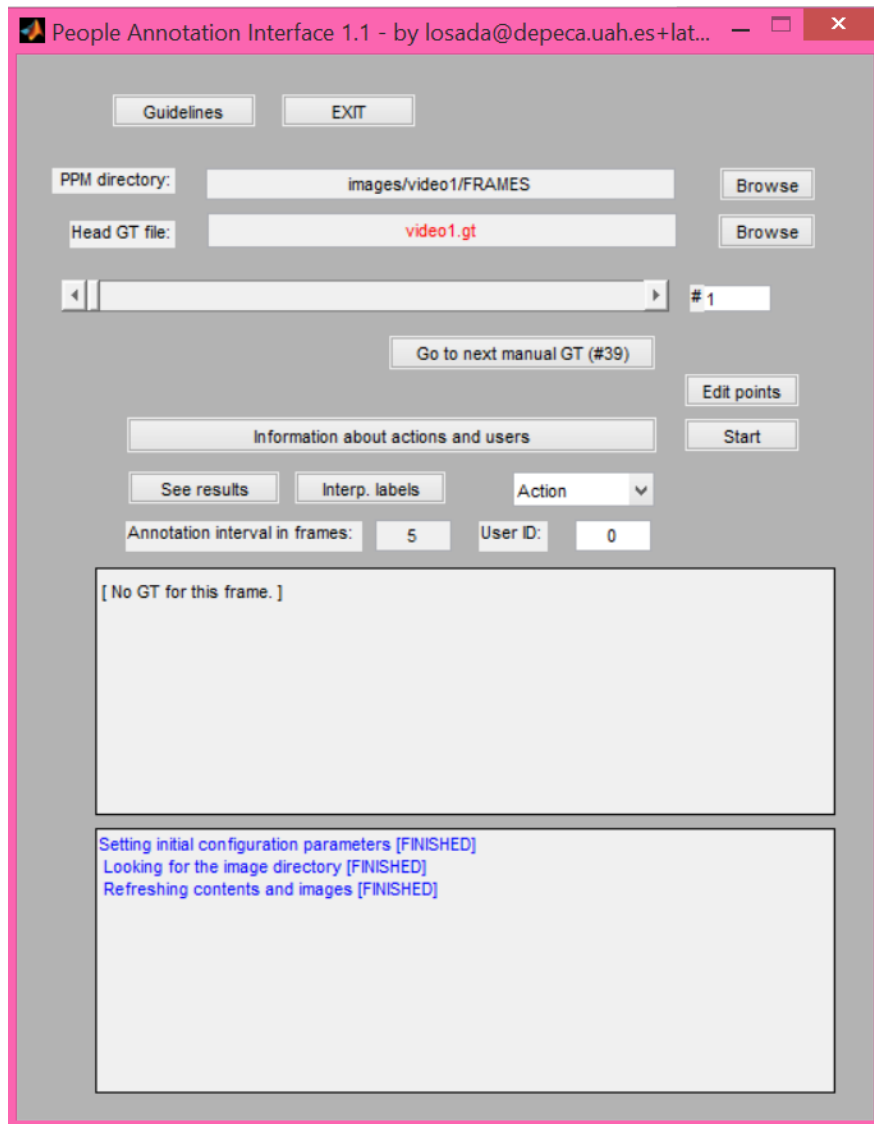 People Annotation Interface 1.1 - by losada@depeca.uah.es+lat...
Guidelines EXIT
PPM directory: images/video1/FRAMES Browse
Head GT file: video1.gt Browse
# 1
Go to next manual GT (#39)
Edit points
Information about actions and users Start
See results Interp. labels Action
Annotation interval in frames: 5 User ID: 0
[ No GT for this frame. ]
Setting initial configuration parameters [FINISHED]
Looking for the image directory [FINISHED]
Refreshing contents and images [FINISHED]